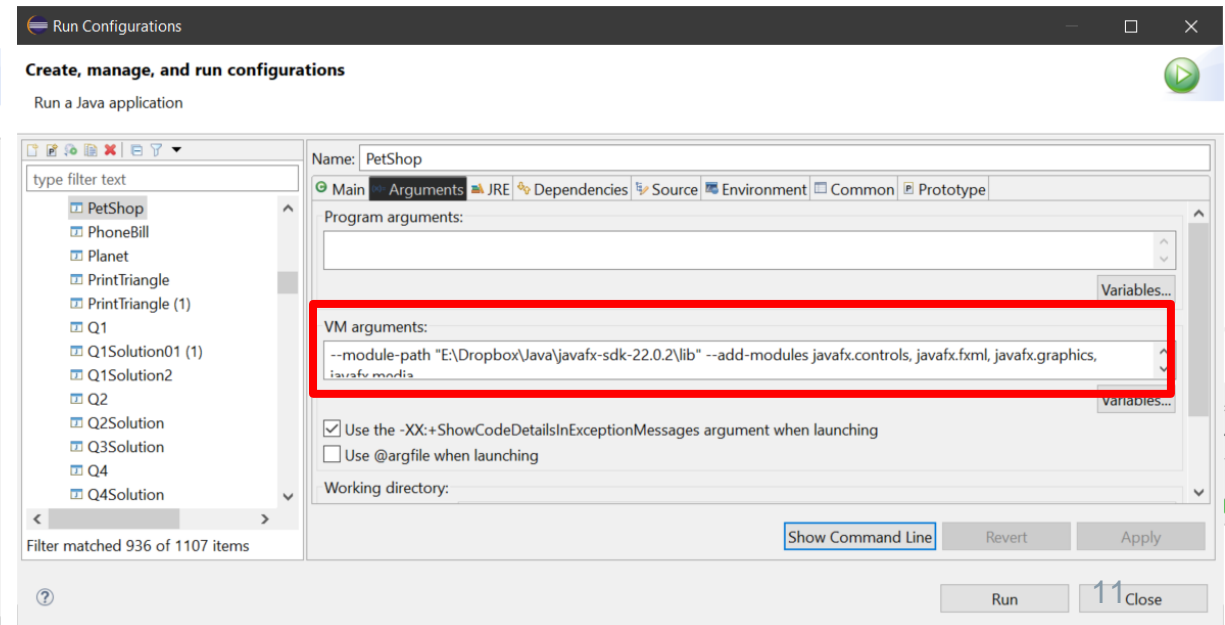 Run Configurations
Create, manage, and run configurations
Run a Java application
type filter text
PetShop
PhoneBill
Planet
PrintTriangle
PrintTriangle (1)
Q1
Q1Solution01 (1)
Q1Solution2
Q2
Q2Solution
Q3Solution
Q4
Q4Solution
Filter matched 936 of 1107 items
Name: PetShop
Main Arguments JRE Dependencies Source Environment Common Prototype
Program arguments:
Variables...
VM arguments:
--module-path "E:\Dropbox\Java\javafx-sdk-22.0.2\lib" --add-modules javafx.controls, javafx.fxml, javafx.graphics,
javafx.media
Variables...
Use the -XX:+ShowCodeDetailsInExceptionMessages argument when launching
Use @argfile when launching
Working directory:
Show Command Line Revert Apply
Run 11 Close